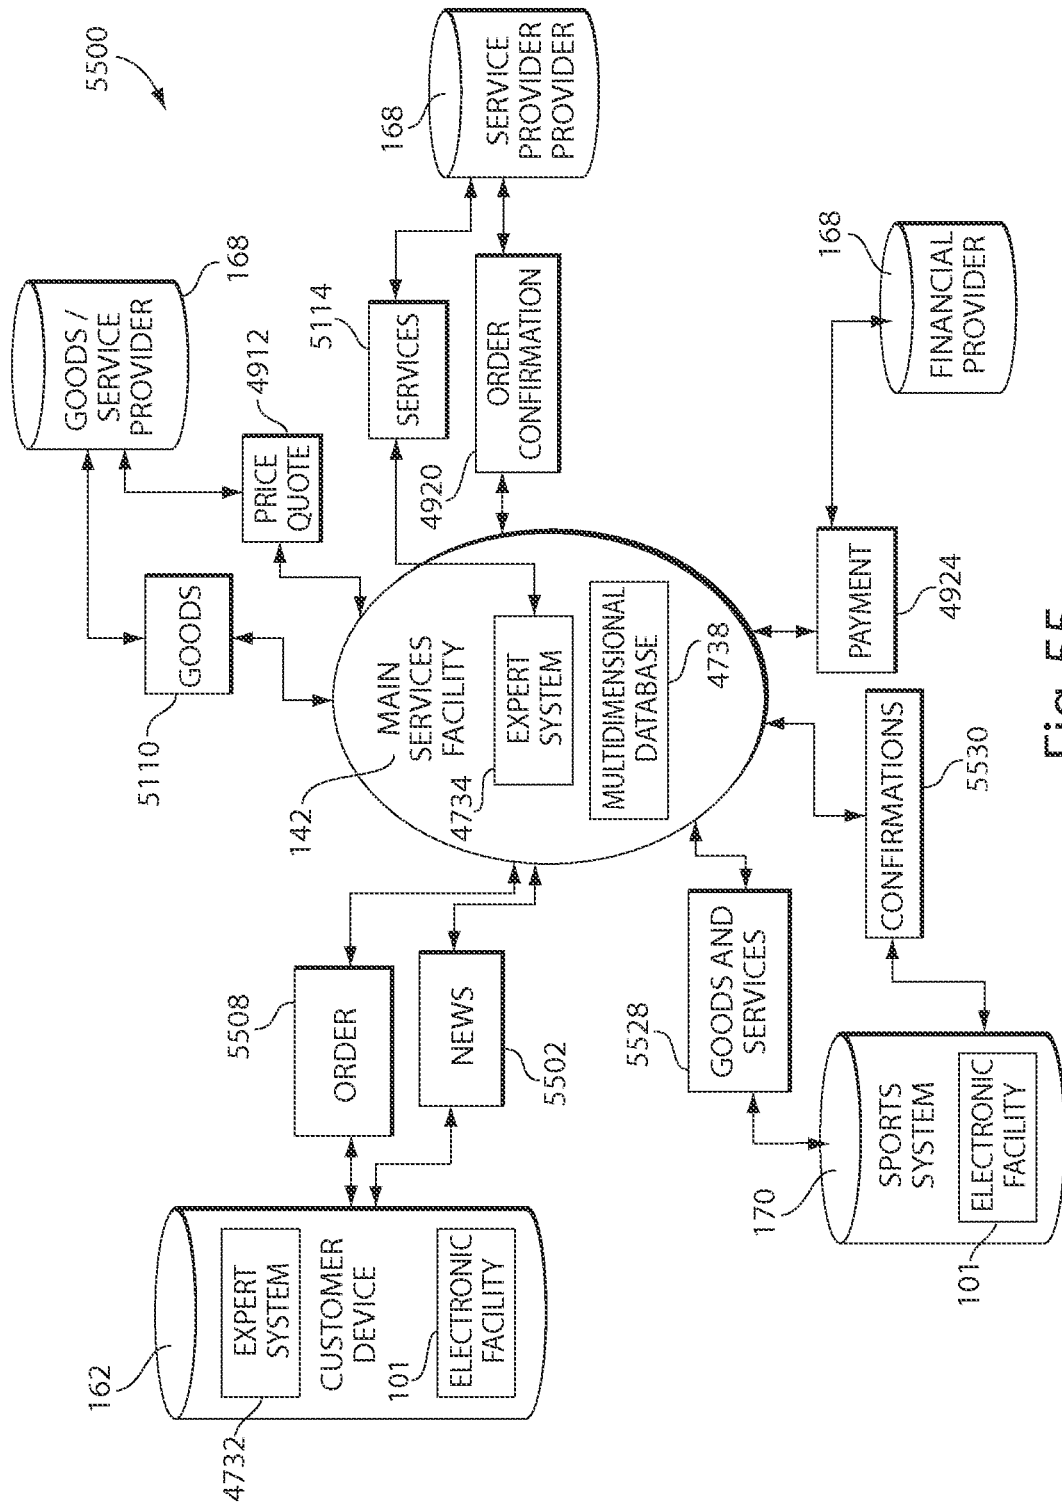 5500
162
EXPERT
SYSTEM
4732
CUSTOMER
DEVICE
101
ELECTRONIC
FACILITY
5508
ORDER
NEWS
5502
5110
GOODS
GOODS /
SERVICE
PROVIDER
168
PRICE
QUOTE
4912
142
MAIN
SERVICES
FACILITY
4734
EXPERT
SYSTEM
MULTIDIMENSIONAL
DATABASE
4738
5114
SERVICES
4920
ORDER
CONFIRMATION
168
SERVICE
PROVIDER
PROVIDER
5528
GOODS AND
SERVICES
170
SPORTS
SYSTEM
101
ELECTRONIC
FACILITY
CONFIRMATIONS
5530
PAYMENT
4924
168
FINANCIAL
PROVIDER
Fig. 55